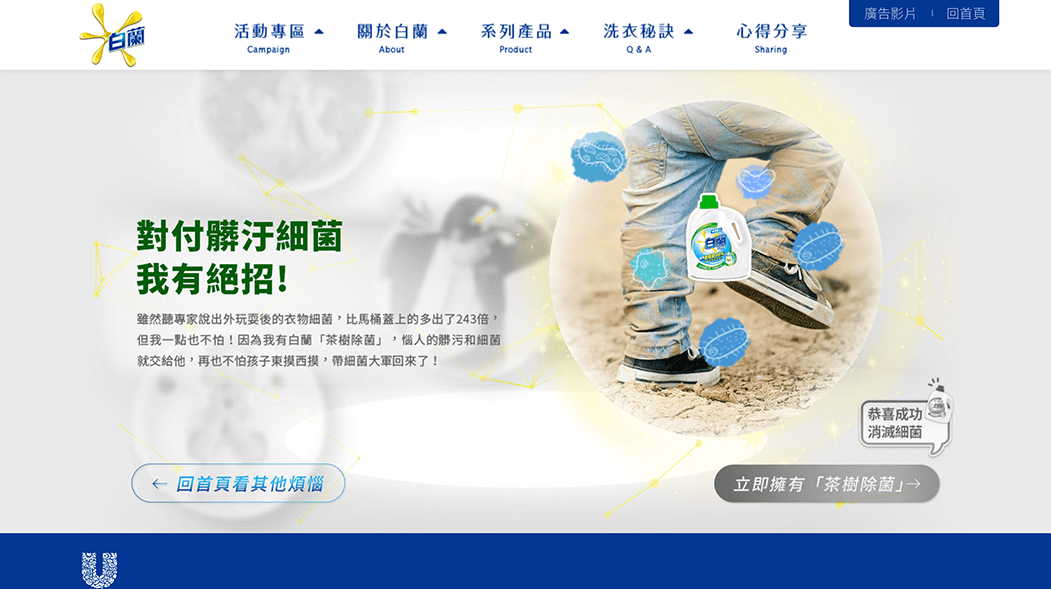 白蘭
活動專區
Campaign
關於白蘭
About
系列產品
Product
洗衣秘訣
Q & A
心得分享
Sharing
廣告影片
回首頁
對付髒汙細菌
我有絕招!
雖然聽專家說出外玩耍後的衣物細菌，比馬桶蓋上的多出了243倍，
但我一點也不怕！因為我有白蘭「茶樹除菌」，惱人的髒污和細菌
就交給他，再也不怕孩子東摸西摸，帶細菌大軍回來了！
白蘭
恭喜成功
消滅細菌
← 回首頁看其他煩惱
立即擁有「茶樹除菌」→